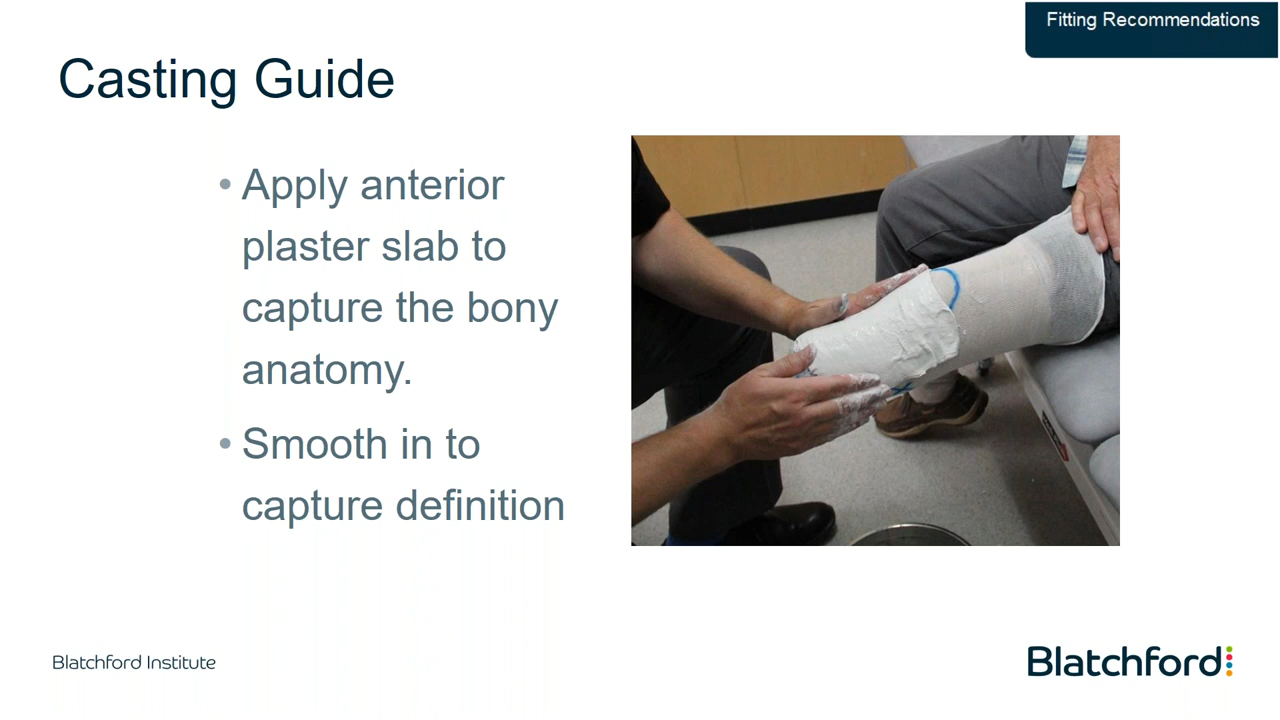 Fitting Recommendations
Casting Guide
• Apply anterior
plaster slab to
capture the bony
anatomy.
• Smooth in to
capture definition
Blatchford Institute
Blatchford